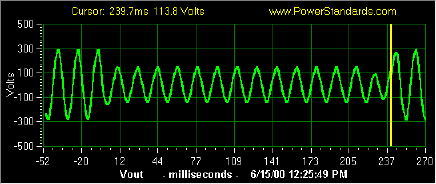 Cursor: 239.7ms 113.8 Volts www.PowerStandards.com
500
300
100
-100
-300
-500
Volts
-52 -20 12 44 77 109 141 173 205 237 270
Vout - milliseconds - 6/15/00 12:25:49 PM